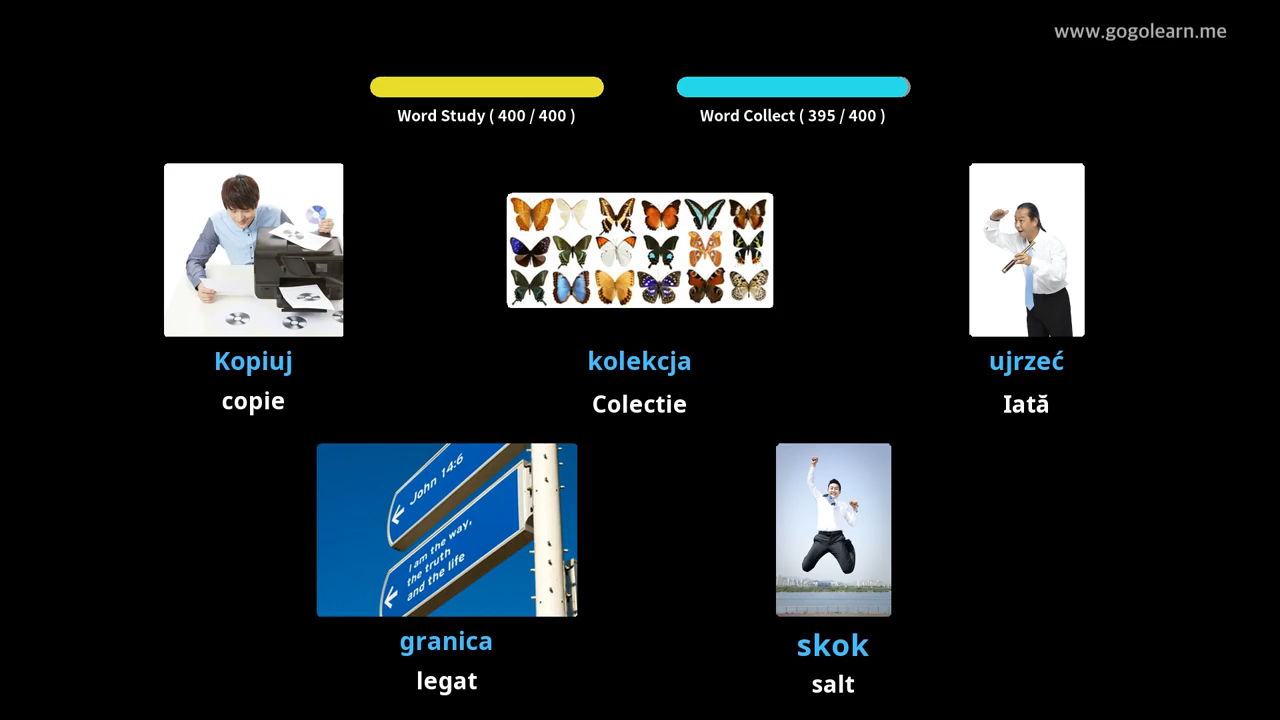 www.gogolearn.me
Word Study ( 400 / 400 )
Word Collect ( 395 / 400 )
Kopiuj
copie
kolekcja
Colectie
ujrzeć
Iată
John 14:6
I am the way,
the truth
and the life
granica
legat
skok
salt